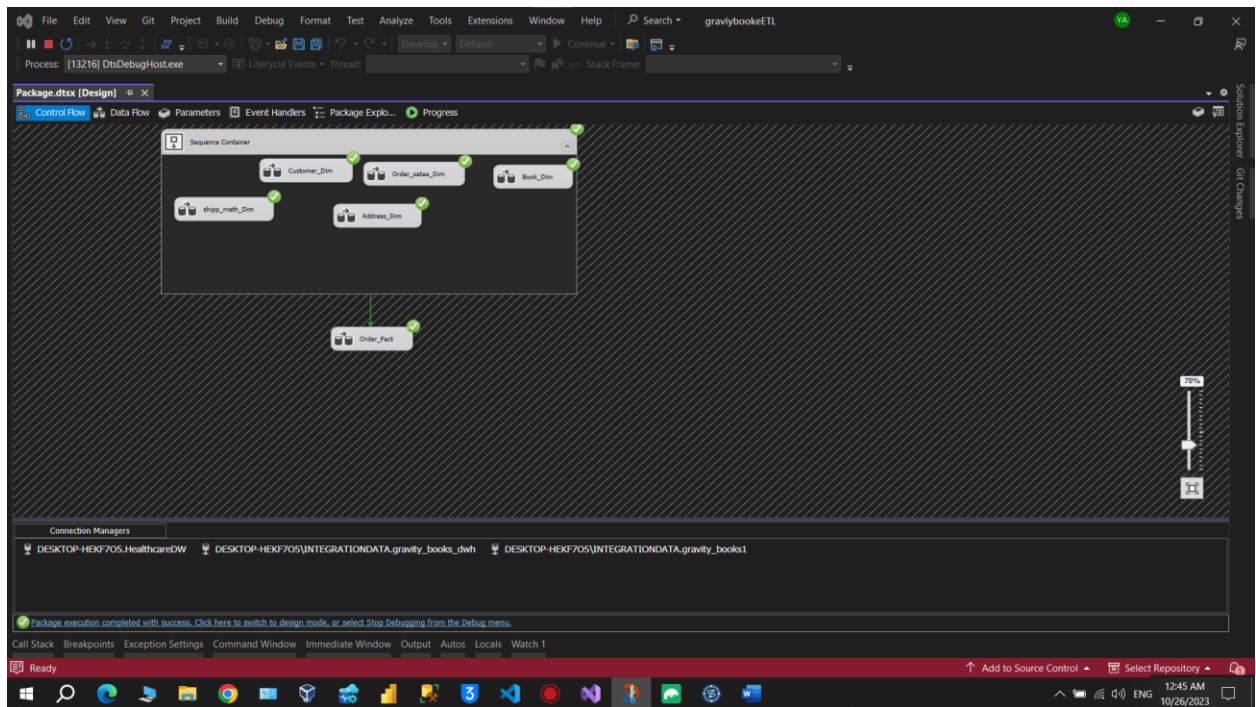 File Edit View Git Project Build Debug Format Test Analyze Tools Extensions Window Help Search graviybookeETL YA
Develop Default Continue
Process: [13216] DtsDebugHost.exe Lifecycle Events Thread: Stack Frame:
Package.dtsx [Design]
Control Flow Data Flow Parameters Event Handlers Package Explo... Progress
Solution Explorer
Git Changes
Sequence Container
Customer_Dim Order_sataa_Dim Book_Dim
shipp_meth_Dim Address_Dim
Order_Fact
70%
Connection Managers
DESKTOP-HEKF7O5.HealthcareDW DESKTOP-HEKF7O5\INTEGRATIONDATA.gravity_books_dwh DESKTOP-HEKF7O5\INTEGRATIONDATA.gravity_books1
Package execution completed with success. Click here to switch to design mode, or select Stop Debugging from the Debug menu.
Call Stack Breakpoints Exception Settings Command Window Immediate Window Output Autos Locals Watch 1
Ready Add to Source Control Select Repository
ENG 12:45 AM
10/26/2023